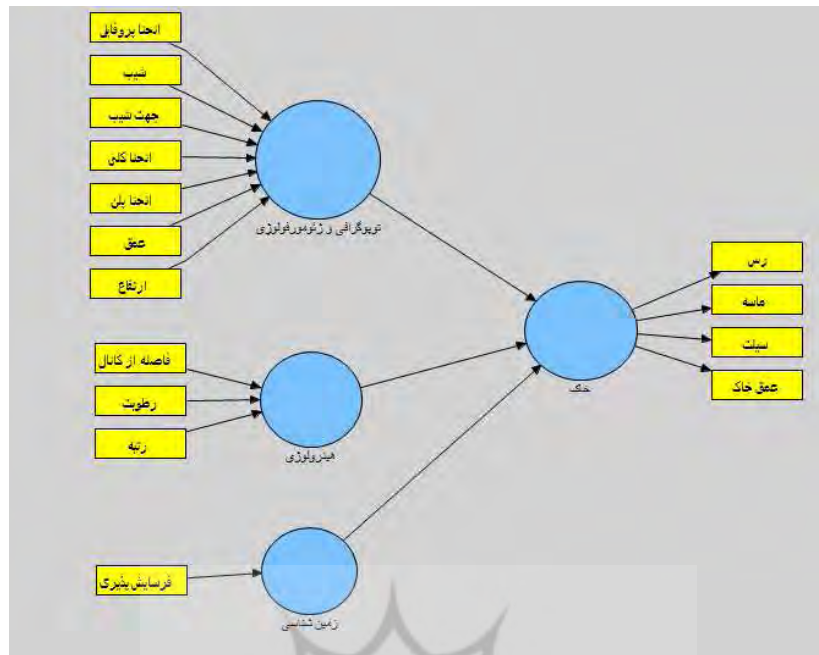 انحنا پروفایل
شیب
جهت شیب
انحنا کلی
انحنا پلن
عمق
ارتفاع
توپوگرافی و ژئومورفولوژی
فاصله از کانال
رطوبت
رتبه
هیدرولوژی
فرسایش پذیری
زمین شناسی
خاک
رس
ماسه
سیلت
عمق خاک